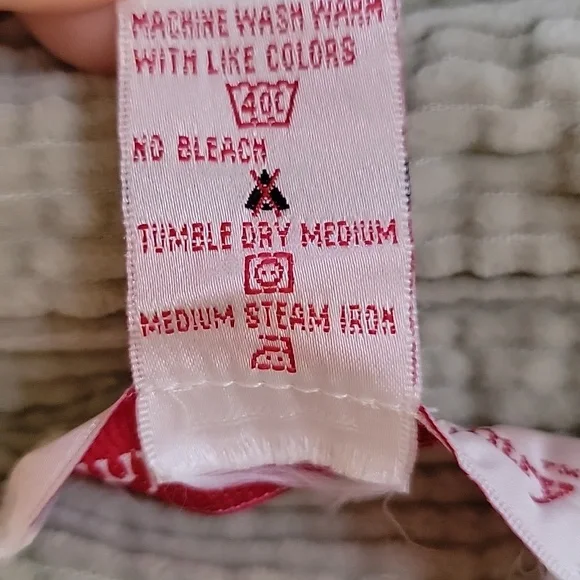 MACHINE WASH WARM
WITH LIKE COLORS
40C
NO BLEACH
TUMBLE DRY MEDIUM
MEDIUM STEAM IRON